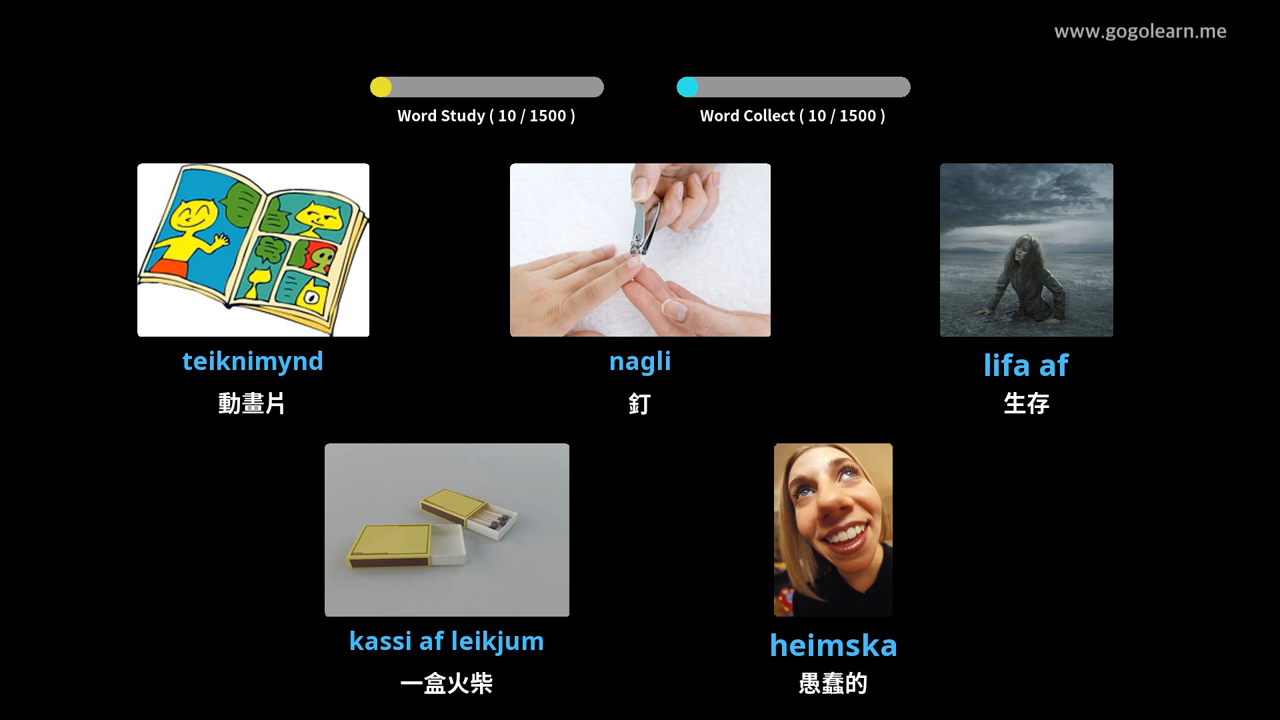 www.gogolearn.me
Word Study ( 10 / 1500 )
Word Collect ( 10 / 1500 )
teiknimynd
動畫片
nagli
釘
lifa af
生存
kassi af leikjum
一盒火柴
heimska
愚蠢的